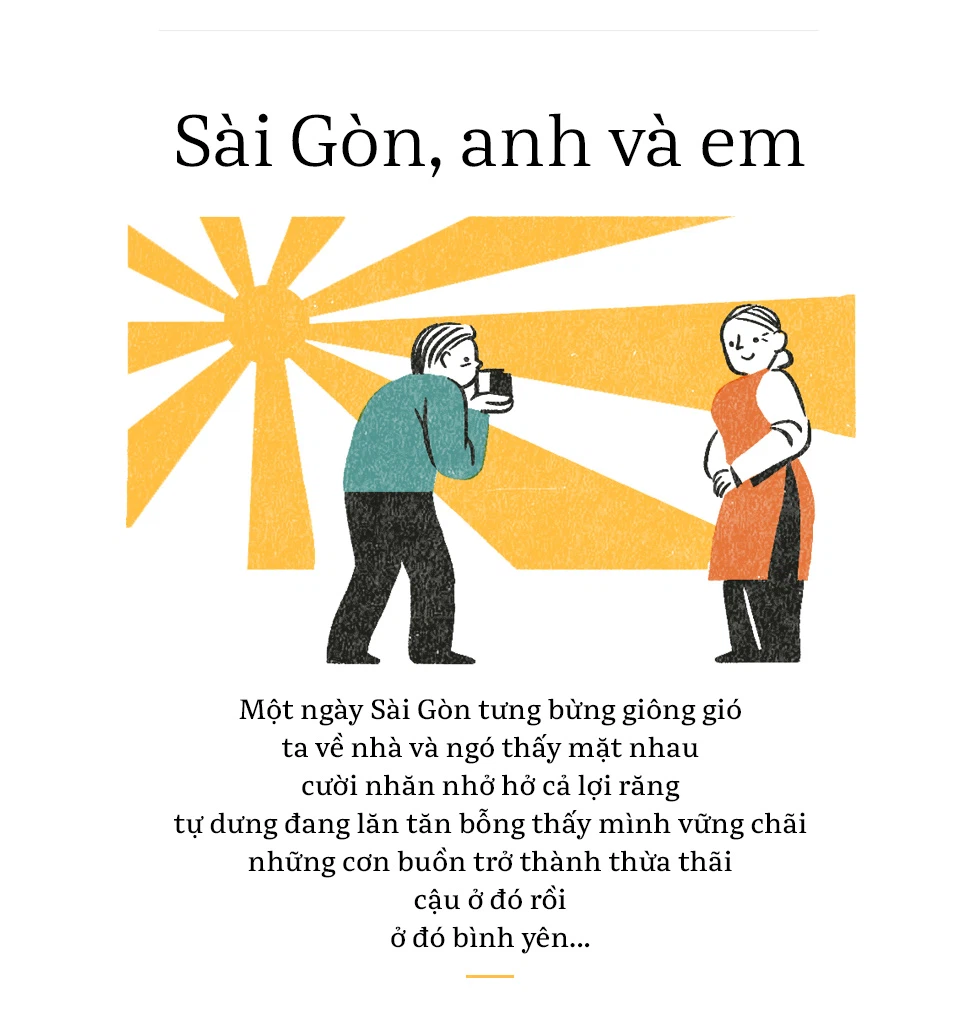 Sài Gòn, anh và em
Một ngày Sài Gòn tưng bừng giông gió
ta về nhà và ngó thấy mặt nhau
cười nhăn nhở hở cả lợi răng
tự dưng đang lăn tăn bỗng thấy mình vững chãi
những cơn buồn trở thành thừa thãi
cậu ở đó rồi
ở đó bình yên...